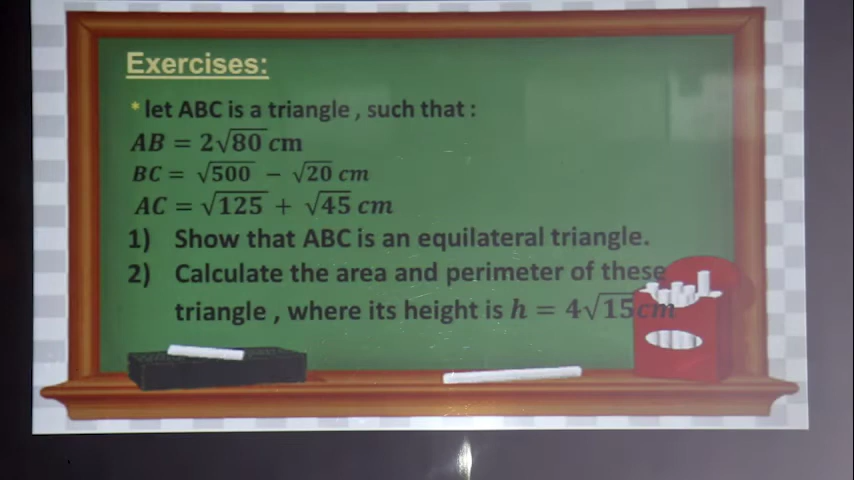 Exercises:
* let ABC is a triangle , such that :
AB = 2√80 cm
BC = √500 − √20 cm
AC = √125 + √45 cm
1) Show that ABC is an equilateral triangle.
2) Calculate the area and perimeter of these
triangle , where its height is h = 4√15cm